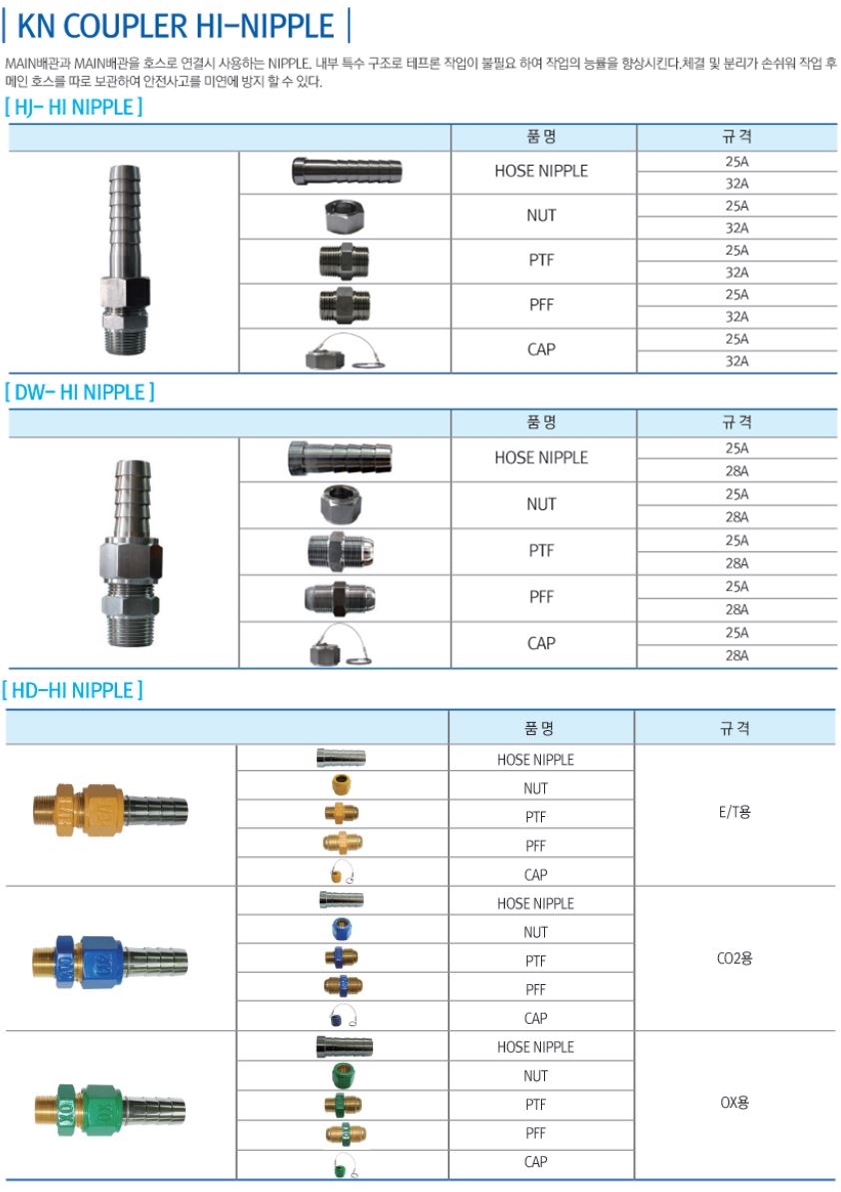 KN COUPLER HI-NIPPLE
MAIN배관과 MAIN배관을 호스로 연결시 사용하는 NIPPLE. 내부 특수 구조로 테프론 작업이 불필요 하여 작업의 능률을 향상시킨다.체결 및 분리가 손쉬워 작업 후
메인 호스를 따로 보관하여 안전사고를 미연에 방지 할 수 있다.
[ HJ- HI NIPPLE ]
품 명 규 격
HOSE NIPPLE 25A
32A
NUT 25A
32A
PTF 25A
32A
PFF 25A
32A
CAP 25A
32A
[ DW- HI NIPPLE ]
품 명 규 격
HOSE NIPPLE 25A
28A
NUT 25A
28A
PTF 25A
28A
PFF 25A
28A
CAP 25A
28A
[ HD-HI NIPPLE ]
품 명 규 격
HOSE NIPPLE
NUT
PTF E/T용
PFF
CAP
HOSE NIPPLE
NUT
PTF CO2용
PFF
CAP
HOSE NIPPLE
NUT
PTF OX용
PFF
CAP